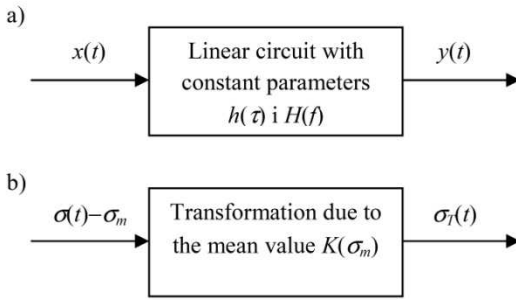 a)
x(t)
Linear circuit with
constant parameters
h(τ) i H(f)
y(t)
b)
σ(t)−σm
Transformation due to
the mean value K(σm)
σT(t)